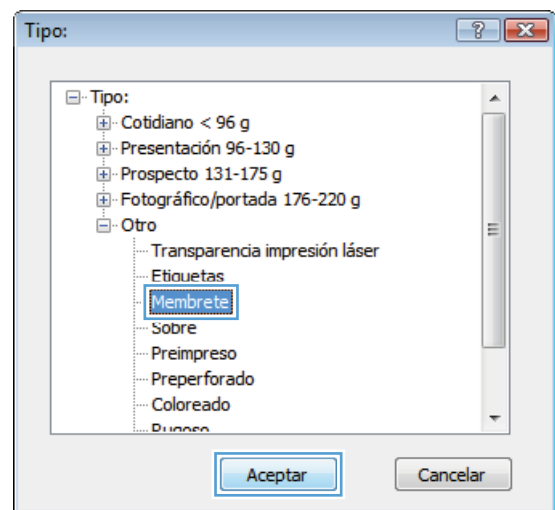 Tipo:
Tipo:
Cotidiano < 96 g
Presentación 96-130 g
Prospecto 131-175 g
Fotográfico/portada 176-220 g
Otro
Transparencia impresión láser
Etiquetas
Membrete
Sobre
Preimpreso
Preperforado
Coloreado
Rugoso
Aceptar Cancelar